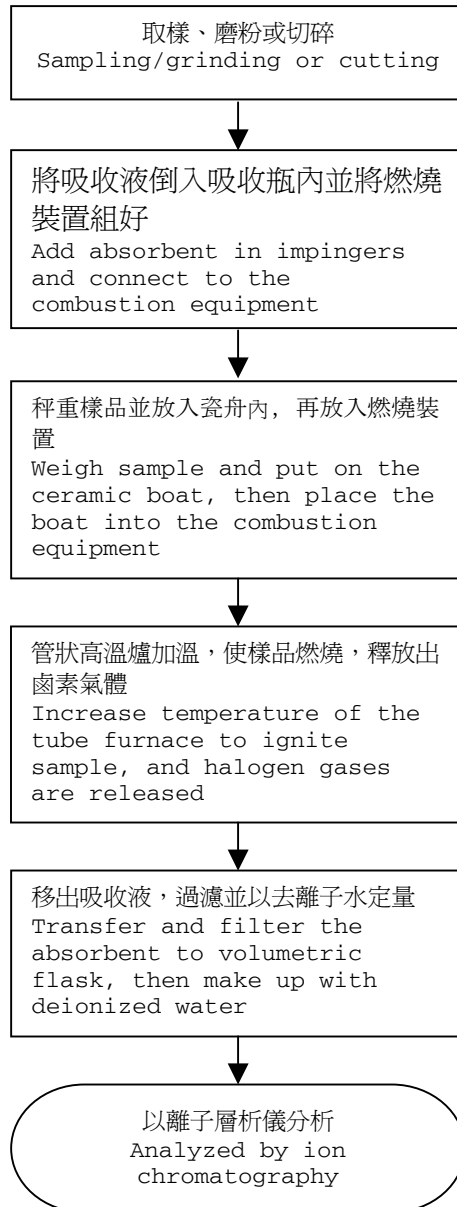 取樣、磨粉或切碎
Sampling/grinding or cutting
將吸收液倒入吸收瓶內並將燃燒
裝置組好
Add absorbent in impingers
and connect to the
combustion equipment
秤重樣品並放入瓷舟內, 再放入燃燒裝
置
Weigh sample and put on the
ceramic boat, then place the
boat into the combustion
equipment
管狀高溫爐加溫，使樣品燃燒，釋放出
鹵素氣體
Increase temperature of the
tube furnace to ignite
sample, and halogen gases
are released
移出吸收液，過濾並以去離子水定量
Transfer and filter the
absorbent to volumetric
flask, then make up with
deionized water
以離子層析儀分析
Analyzed by ion
chromatography